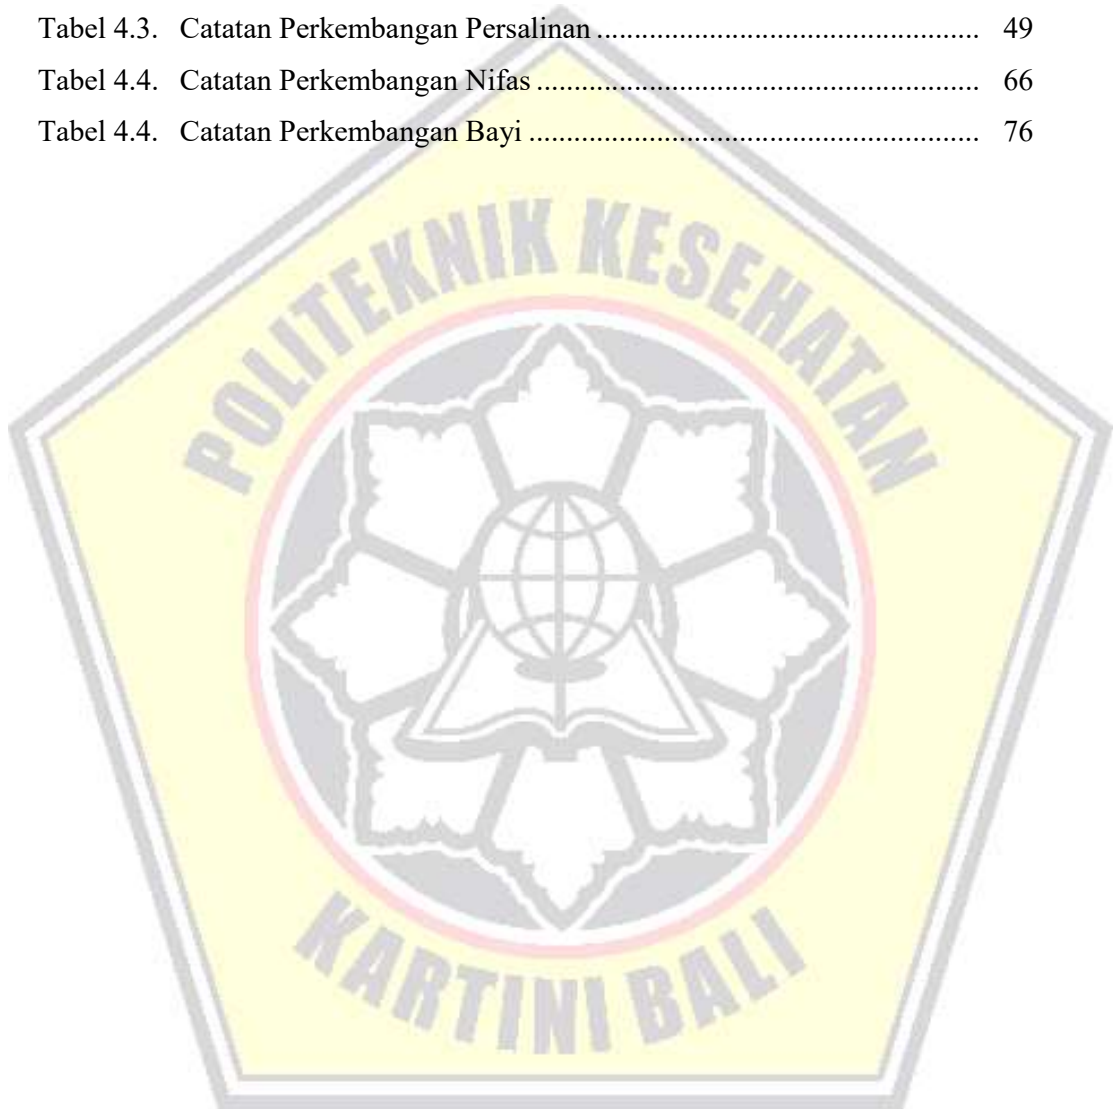 Tabel 4.3. Catatan Perkembangan Persalinan ................................................... 49
Tabel 4.4. Catatan Perkembangan Nifas ........................................................... 66
Tabel 4.4. Catatan Perkembangan Bayi ............................................................ 76
POLITEKNIK KESEHATAN
KARTINI BALI